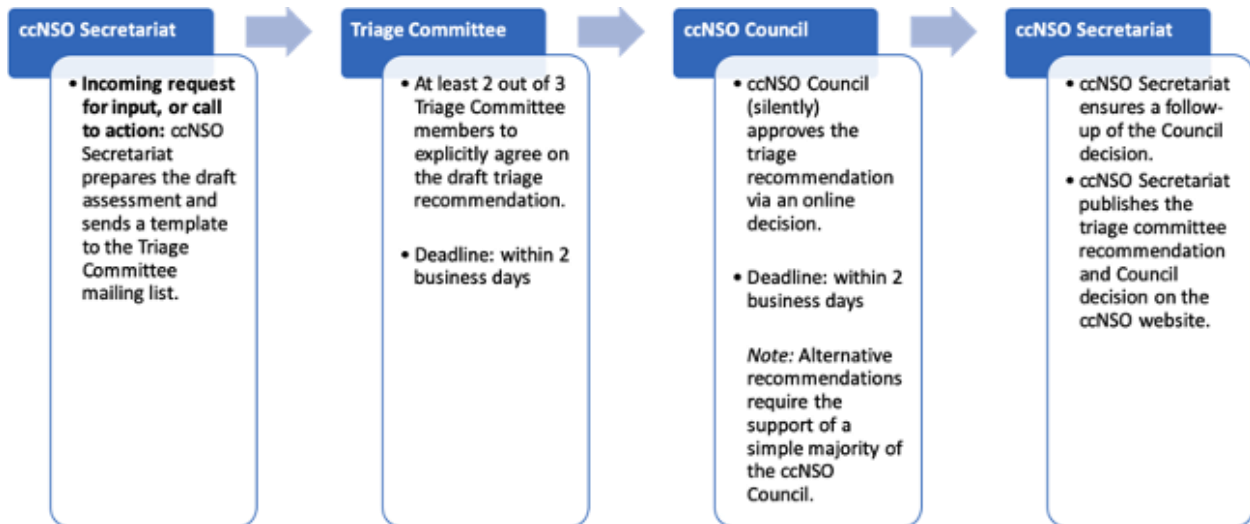 ccNSO Secretariat
• Incoming request
for input, or call
to action: ccNSO
Secretariat
prepares the draft
assessment and
sends a template
to the Triage
Committee
mailing list.
Triage Committee
• At least 2 out of 3
Triage Committee
members to
explicitly agree on
the draft triage
recommendation.
• Deadline: within 2
business days
ccNSO Council
• ccNSO Council
(silently)
approves the
triage
recommendation
via an online
decision.
• Deadline: within 2
business days
Note: Alternative
recommendations
require the
support of a
simple majority of
the ccNSO
Council.
ccNSO Secretariat
• ccNSO Secretariat
ensures a follow-
up of the Council
decision.
• ccNSO Secretariat
publishes the
triage committee
recommendation
and Council
decision on the
ccNSO website.